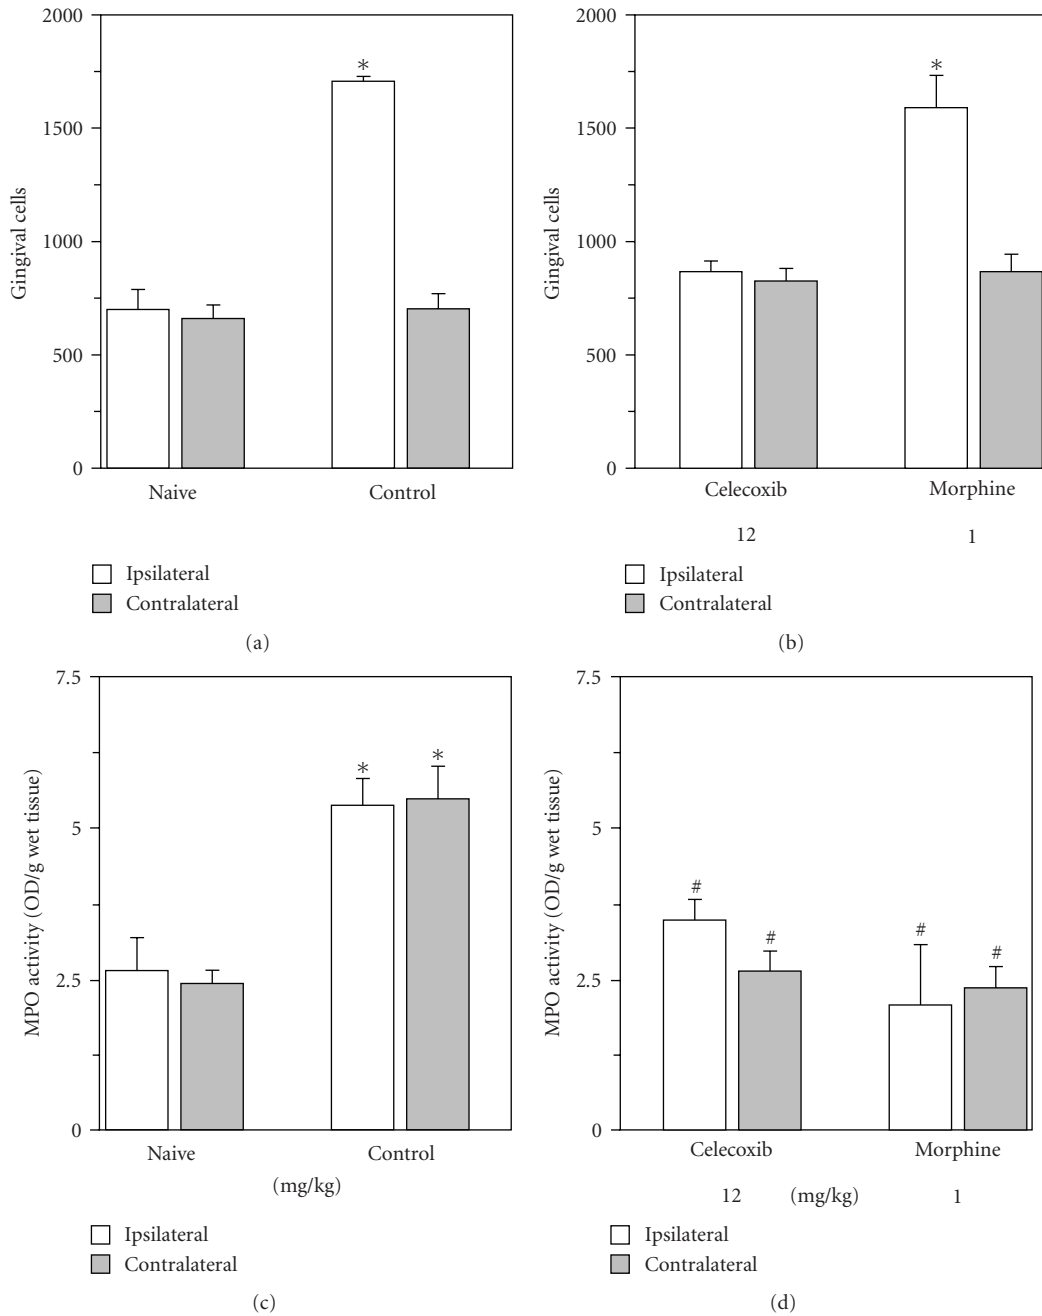 2000
1500
1000
500
0
Gingival cells
*
Naive
Control
Ipsilateral
Contralateral
(a)
2000
1500
1000
500
0
Gingival cells
*
Celecoxib
Morphine
12
1
Ipsilateral
Contralateral
(b)
7.5
5
2.5
0
MPO activity (OD/g wet tissue)
*
*
Naive
Control
(mg/kg)
Ipsilateral
Contralateral
(c)
7.5
5
2.5
0
MPO activity (OD/g wet tissue)
#
#
#
#
Celecoxib
Morphine
12 (mg/kg) 1
Ipsilateral
Contralateral
(d)